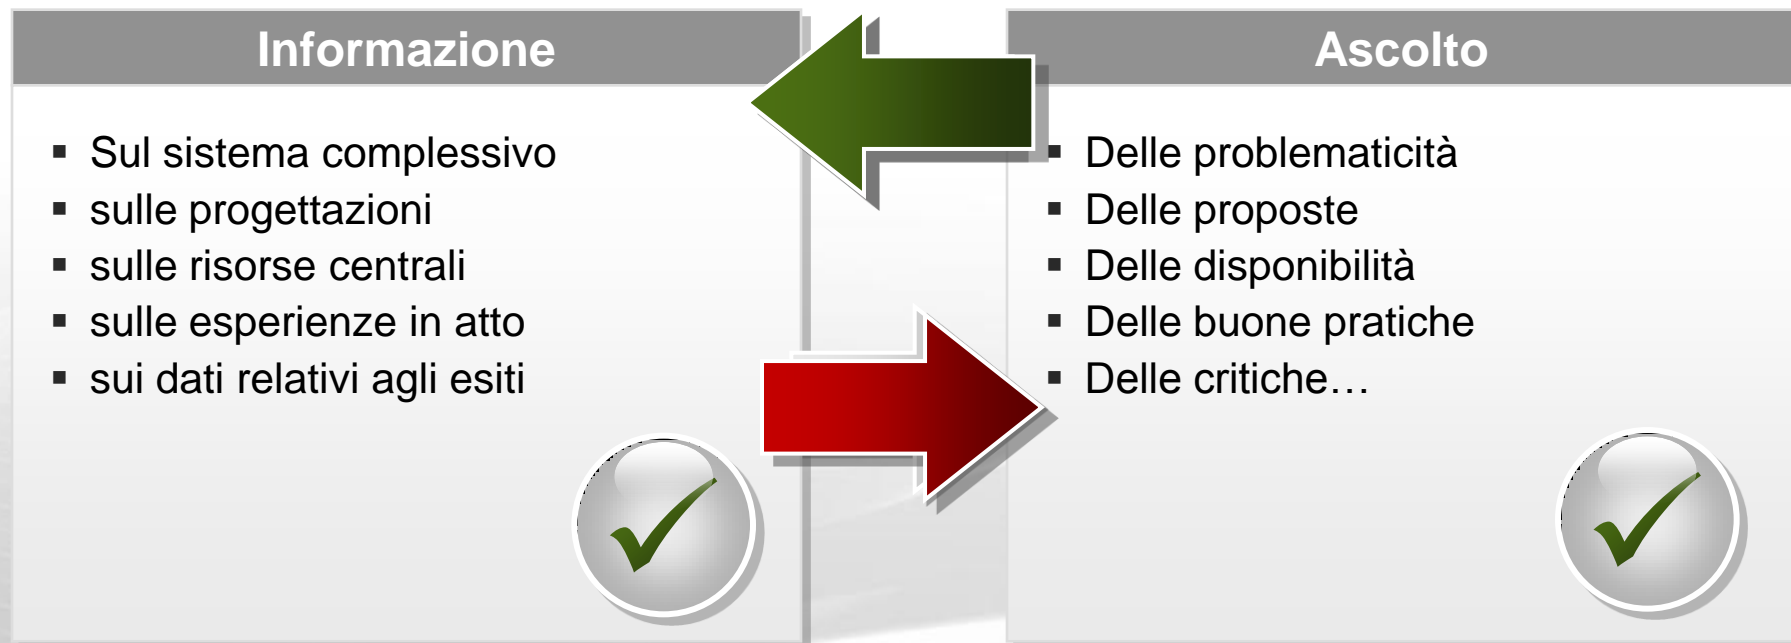 Informazione
Sul sistema complessivo
sulle progettazioni
sulle risorse centrali
sulle esperienze in atto
sui dati relativi agli esiti
Ascolto
Delle problematicità
Delle proposte
Delle disponibilità
Delle buone pratiche
Delle critiche…